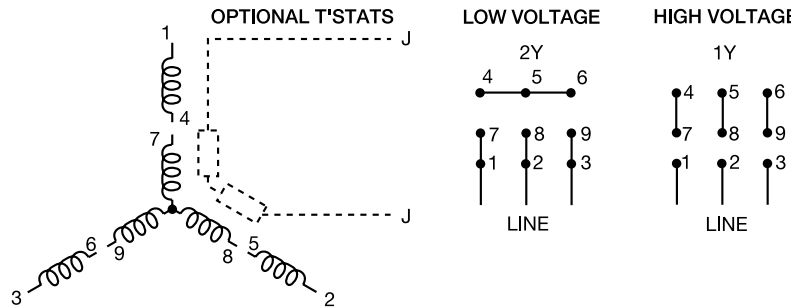 OPTIONAL T'STATS
1
J
4
7
J
6
9
8
5
3
2
LOW VOLTAGE
2Y
4 5 6
7 8 9
1 2 3
LINE
HIGH VOLTAGE
1Y
4 5 6
7 8 9
1 2 3
LINE